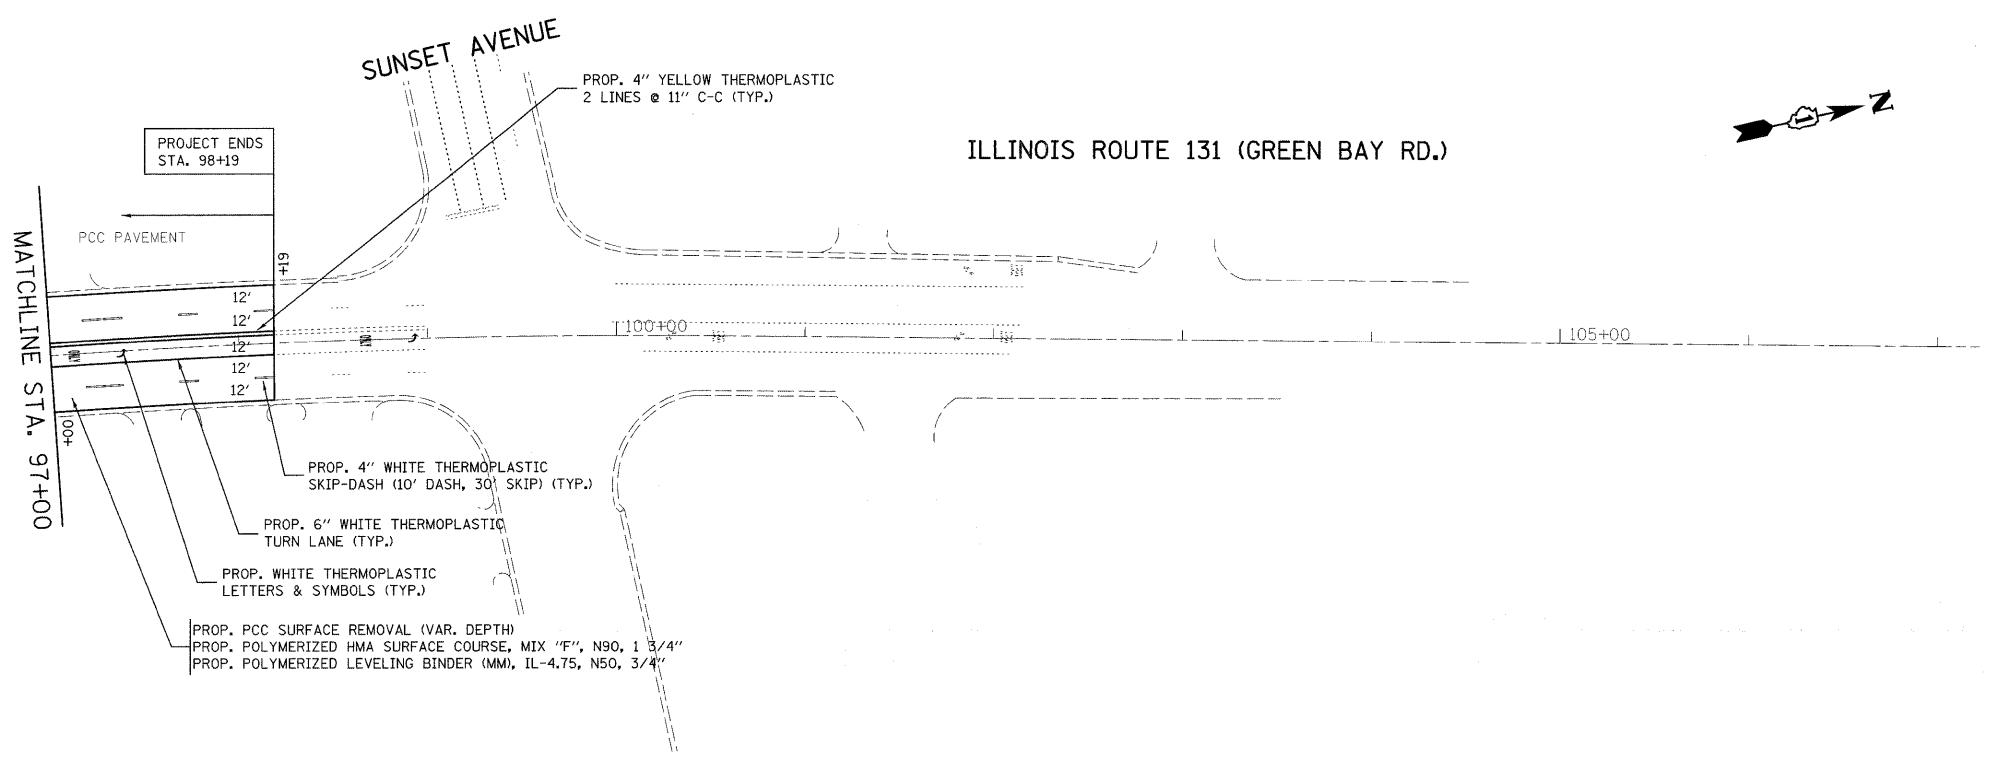 SUNSET AVENUE
PROP. 4" YELLOW THERMOPLASTIC
2 LINES @ 11" C-C (TYP.)
ILLINOIS ROUTE 131 (GREEN BAY RD.)
N
PROJECT ENDS
STA. 98+19
PCC PAVEMENT
+19
MATCHLINE STA. 97+00
12'
12'
12'
12'
12'
ONLY
ONLY
100+00
105+00
+00
PROP. 4" WHITE THERMOPLASTIC
SKIP-DASH (10' DASH, 30' SKIP) (TYP.)
PROP. 6" WHITE THERMOPLASTIC
TURN LANE (TYP.)
PROP. WHITE THERMOPLASTIC
LETTERS & SYMBOLS (TYP.)
PROP. PCC SURFACE REMOVAL (VAR. DEPTH)
PROP. POLYMERIZED HMA SURFACE COURSE, MIX "F", N90, 1 3/4"
PROP. POLYMERIZED LEVELING BINDER (MM), IL-4.75, N50, 3/4"